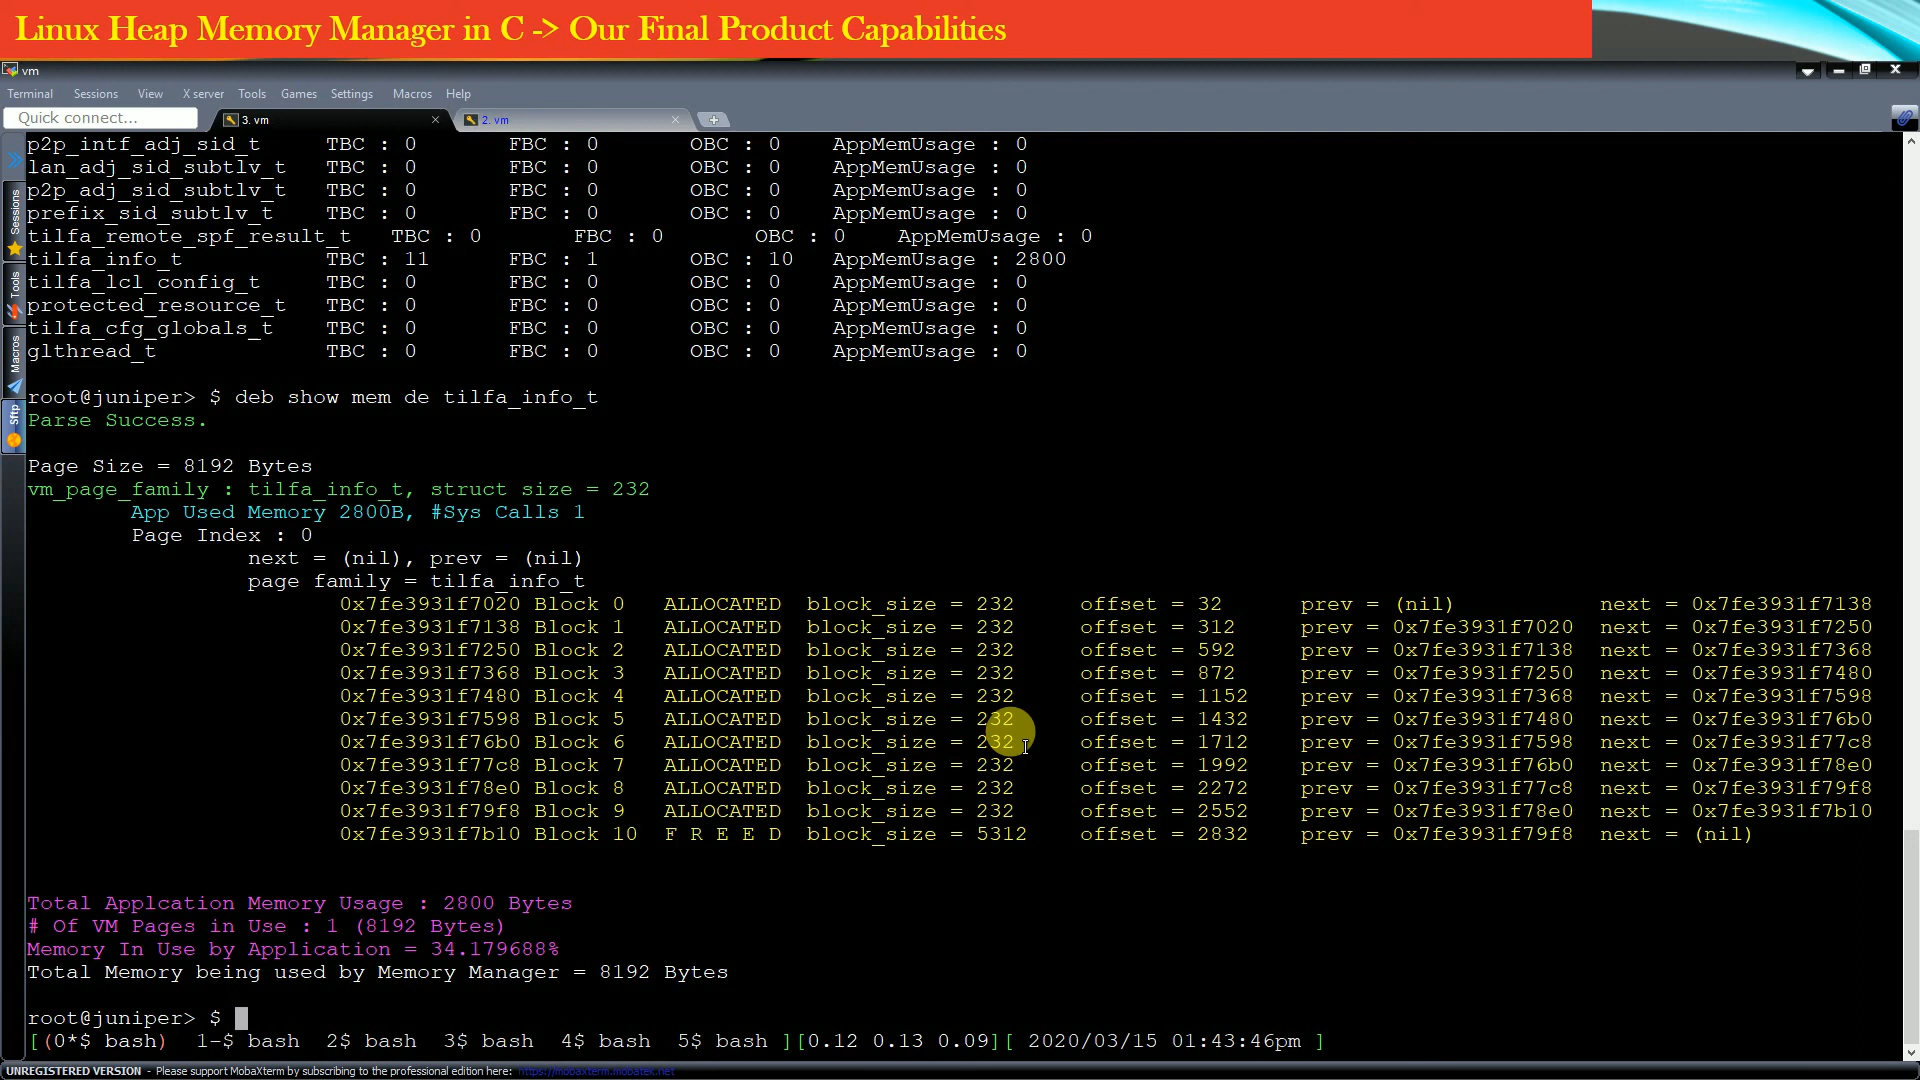 Linux Heap Memory Manager in C -> Our Final Product Capabilities
vm
Terminal Sessions View X server Tools Games Settings Macros Help
Quick connect... 3. vm 2. vm
p2p_intf_adj_sid_t TBC : 0 FBC : 0 OBC : 0 AppMemUsage : 0
lan_adj_sid_subtlv_t TBC : 0 FBC : 0 OBC : 0 AppMemUsage : 0
p2p_adj_sid_subtlv_t TBC : 0 FBC : 0 OBC : 0 AppMemUsage : 0
prefix_sid_subtlv_t TBC : 0 FBC : 0 OBC : 0 AppMemUsage : 0
tilfa_remote_spf_result_t TBC : 0 FBC : 0 OBC : 0 AppMemUsage : 0
tilfa_info_t TBC : 11 FBC : 1 OBC : 10 AppMemUsage : 2800
tilfa_lcl_config_t TBC : 0 FBC : 0 OBC : 0 AppMemUsage : 0
protected_resource_t TBC : 0 FBC : 0 OBC : 0 AppMemUsage : 0
tilfa_cfg_globals_t TBC : 0 FBC : 0 OBC : 0 AppMemUsage : 0
glthread_t TBC : 0 FBC : 0 OBC : 0 AppMemUsage : 0
root@juniper> $ deb show mem de tilfa_info_t
Parse Success.
Page Size = 8192 Bytes
vm_page_family : tilfa_info_t, struct size = 232
App Used Memory 2800B, #Sys Calls 1
Page Index : 0
next = (nil), prev = (nil)
page family = tilfa_info_t
0x7fe3931f7020 Block 0 ALLOCATED block_size = 232 offset = 32 prev = (nil) next = 0x7fe3931f7138
0x7fe3931f7138 Block 1 ALLOCATED block_size = 232 offset = 312 prev = 0x7fe3931f7020 next = 0x7fe3931f7250
0x7fe3931f7250 Block 2 ALLOCATED block_size = 232 offset = 592 prev = 0x7fe3931f7138 next = 0x7fe3931f7368
0x7fe3931f7368 Block 3 ALLOCATED block_size = 232 offset = 872 prev = 0x7fe3931f7250 next = 0x7fe3931f7480
0x7fe3931f7480 Block 4 ALLOCATED block_size = 232 offset = 1152 prev = 0x7fe3931f7368 next = 0x7fe3931f7598
0x7fe3931f7598 Block 5 ALLOCATED block_size = 232 offset = 1432 prev = 0x7fe3931f7480 next = 0x7fe3931f76b0
0x7fe3931f76b0 Block 6 ALLOCATED block_size = 232 offset = 1712 prev = 0x7fe3931f7598 next = 0x7fe3931f77c8
0x7fe3931f77c8 Block 7 ALLOCATED block_size = 232 offset = 1992 prev = 0x7fe3931f76b0 next = 0x7fe3931f78e0
0x7fe3931f78e0 Block 8 ALLOCATED block_size = 232 offset = 2272 prev = 0x7fe3931f77c8 next = 0x7fe3931f79f8
0x7fe3931f79f8 Block 9 ALLOCATED block_size = 232 offset = 2552 prev = 0x7fe3931f78e0 next = 0x7fe3931f7b10
0x7fe3931f7b10 Block 10 F R E E D block_size = 5312 offset = 2832 prev = 0x7fe3931f79f8 next = (nil)
Total Applcation Memory Usage : 2800 Bytes
# Of VM Pages in Use : 1 (8192 Bytes)
Memory In Use by Application = 34.179688%
Total Memory being used by Memory Manager = 8192 Bytes
root@juniper> $
[(0*$ bash) 1-$ bash 2$ bash 3$ bash 4$ bash 5$ bash ][0.12 0.13 0.09][ 2020/03/15 01:43:46pm ]
Sessions
Tools
Macros
Sftp
UNREGISTERED VERSION - Please support MobaXterm by subscribing to the professional edition here: https://mobaxterm.mobatek.net